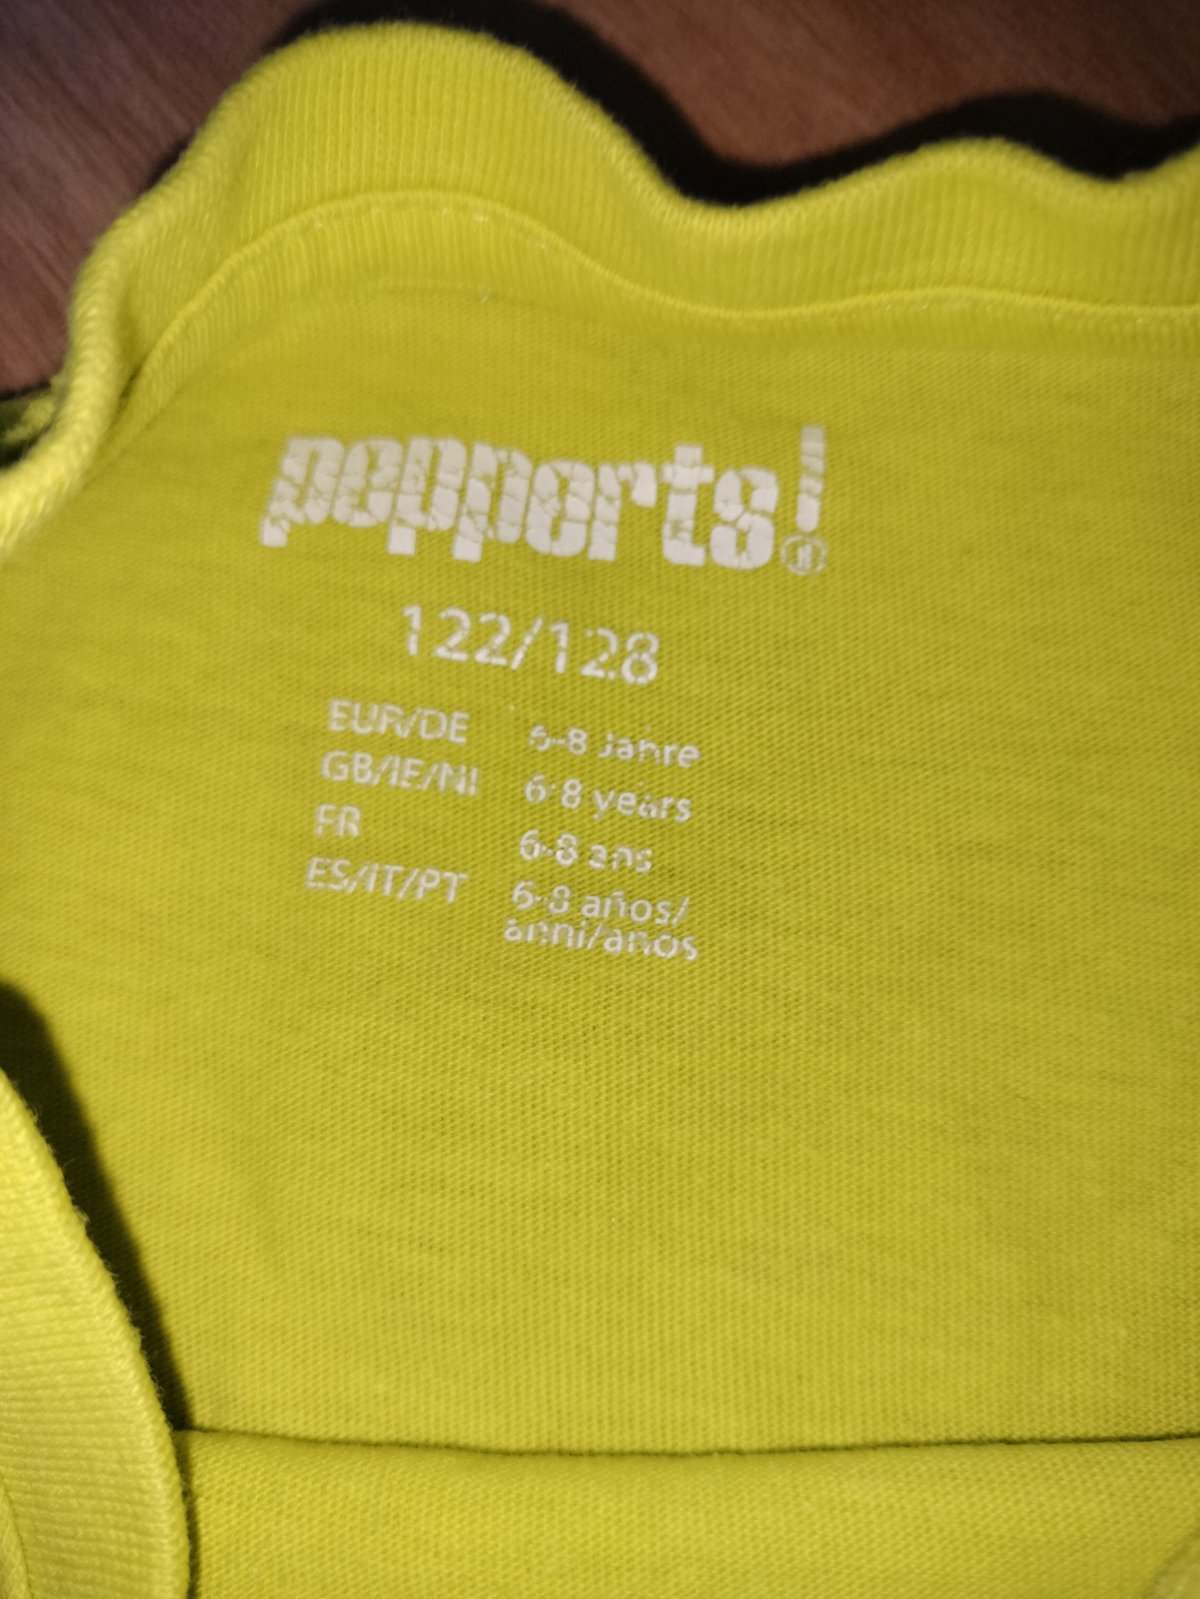 pepperts!®
122/128
EUR/DE 6-8 Jahre
GB/IE/NI 6-8 years
FR 6-8 ans
ES/IT/PT 6-8 años/
anni/anos